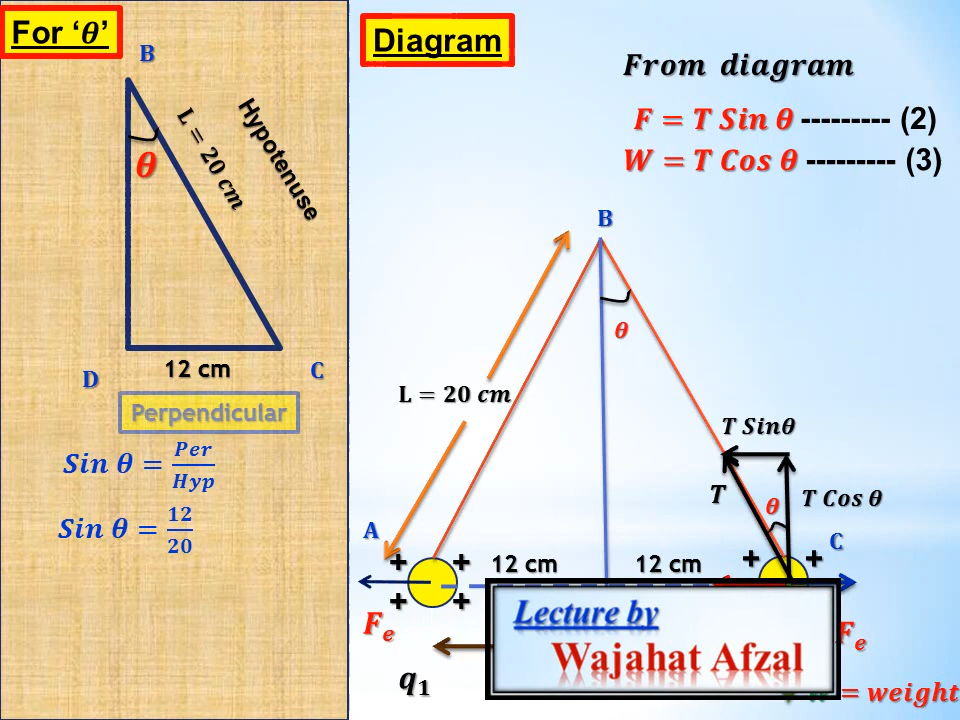 For ‘θ’
B
θ
L = 20 cm
Hypotenuse
D
12 cm
C
Perpendicular
Sin θ = Per/Hyp
Sin θ = 12/20
Diagram
From diagram
F = T Sin θ --------- (2)
W = T Cos θ --------- (3)
B
θ
L = 20 cm
T Sinθ
T
θ
T Cos θ
A
C
+ +
12 cm
12 cm
+ +
+ +
Fₑ
Fₑ
q₁
Lecture by
Wajahat Afzal
= weight